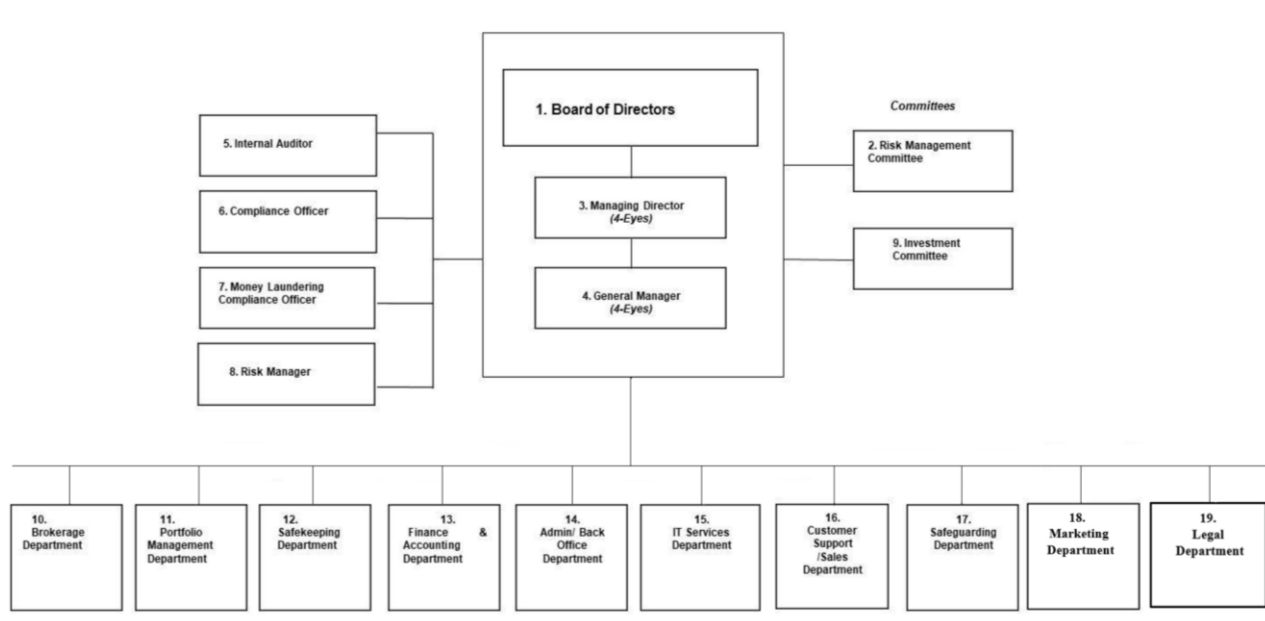 1. Board of Directors
Committees
5. Internal Auditor
2. Risk Management
Committee
6. Compliance Officer
3. Managing Director
(4-Eyes)
9. Investment
Committee
7. Money Laundering
Compliance Officer
4. General Manager
(4-Eyes)
8. Risk Manager
10.
Brokerage
Department
11.
Portfolio
Management
Department
12.
Safekeeping
Department
13.
Finance &
Accounting
Department
14.
Admin/ Back
Office
Department
15.
IT Services
Department
16.
Customer
Support
/Sales
Department
17.
Safeguarding
Department
18.
Marketing
Department
19.
Legal
Department